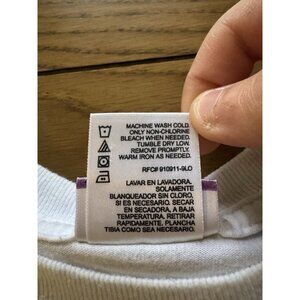 MACHINE WASH COLD.
ONLY NON-CHLORINE
BLEACH WHEN NEEDED.
TUMBLE DRY LOW.
REMOVE PROMPTLY.
WARM IRON AS NEEDED.
RFC# 910911-9L0
LAVAR EN LAVADORA,
SOLAMENTE
BLANQUEADOR SIN CLORO,
SI ES NECESARIO. SECAR
EN SECADORA, A BAJA
TEMPERATURA, RETIRAR
RAPIDAMENTE, PLANCHA
TIBIA COMO SEA NECESARIO.